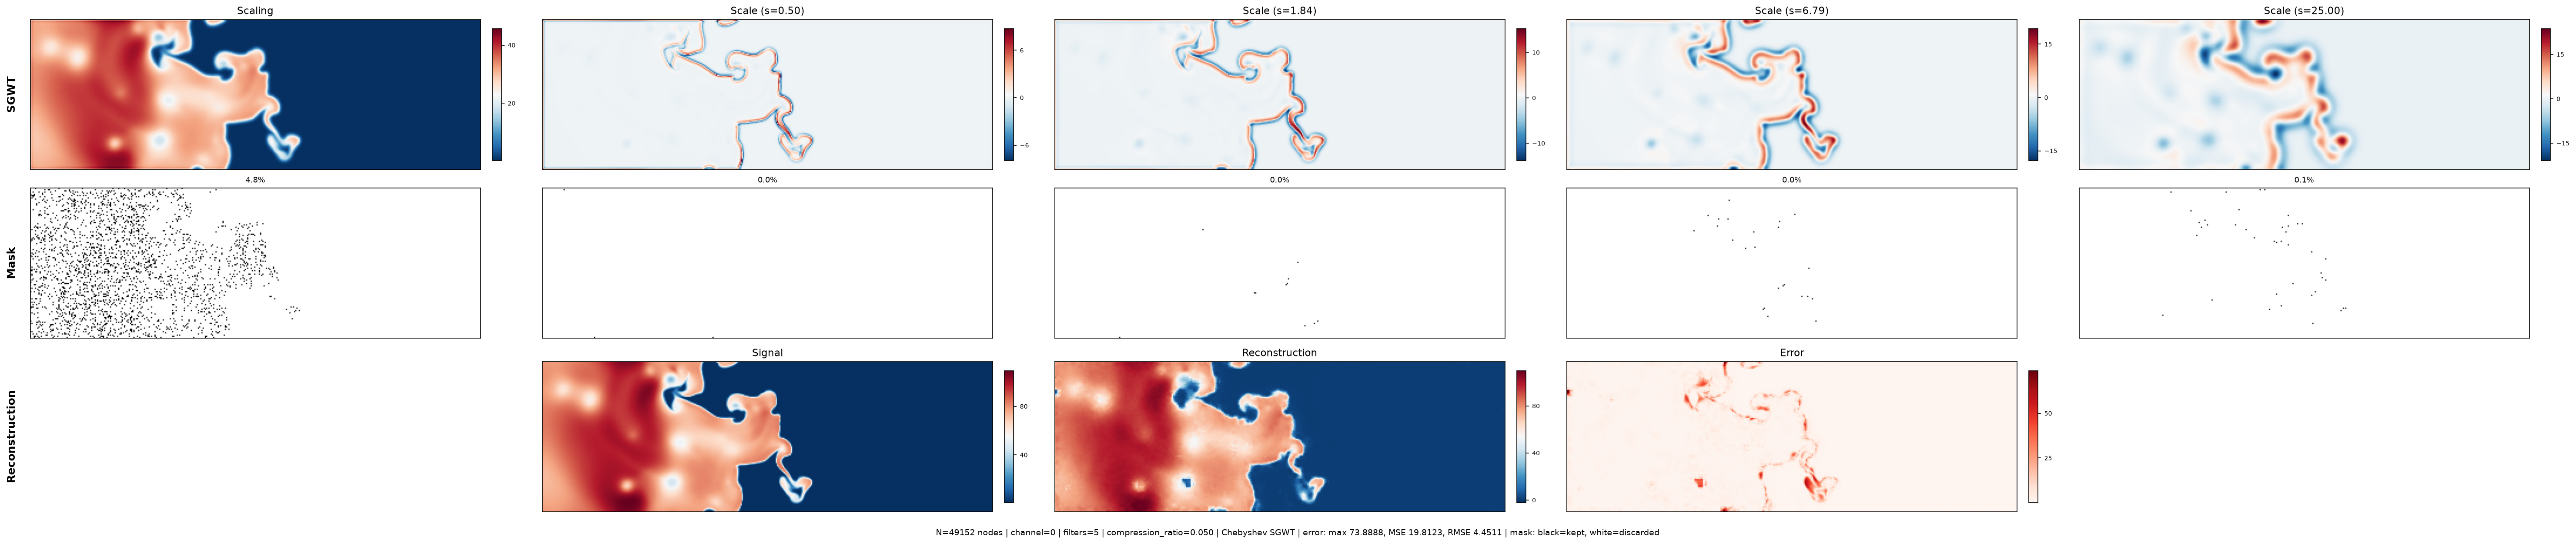 Scaling
Scale (s=0.50)
Scale (s=1.84)
Scale (s=6.79)
Scale (s=25.00)
SGWT
40
20
6
0
−6
10
0
−10
15
0
−15
15
0
−15
4.8%
0.0%
0.0%
0.0%
0.1%
Mask
Signal
Reconstruction
Error
Reconstruction
80
40
80
40
0
50
25
N=49152 nodes | channel=0 | filters=5 | compression_ratio=0.050 | Chebyshev SGWT | error: max 73.8888, MSE 19.8123, RMSE 4.4511 | mask: black=kept, white=discarded